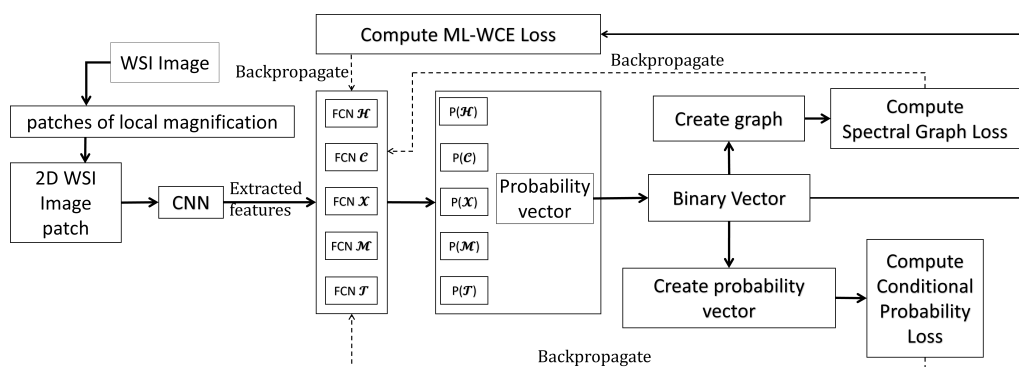 Compute ML-WCE Loss
WSI Image
Backpropagate
Backpropagate
patches of local magnification
FCN 𝓗
P(𝓗)
Create graph
Compute
Spectral Graph Loss
2D WSI
Image
patch
CNN
Extracted
features
FCN 𝓒
P(𝓒)
FCN 𝓧
P(𝓧)
Probability
vector
Binary Vector
FCN 𝓜
P(𝓜)
FCN 𝓣
P(𝓣)
Create probability
vector
Compute
Conditional
Probability
Loss
Backpropagate